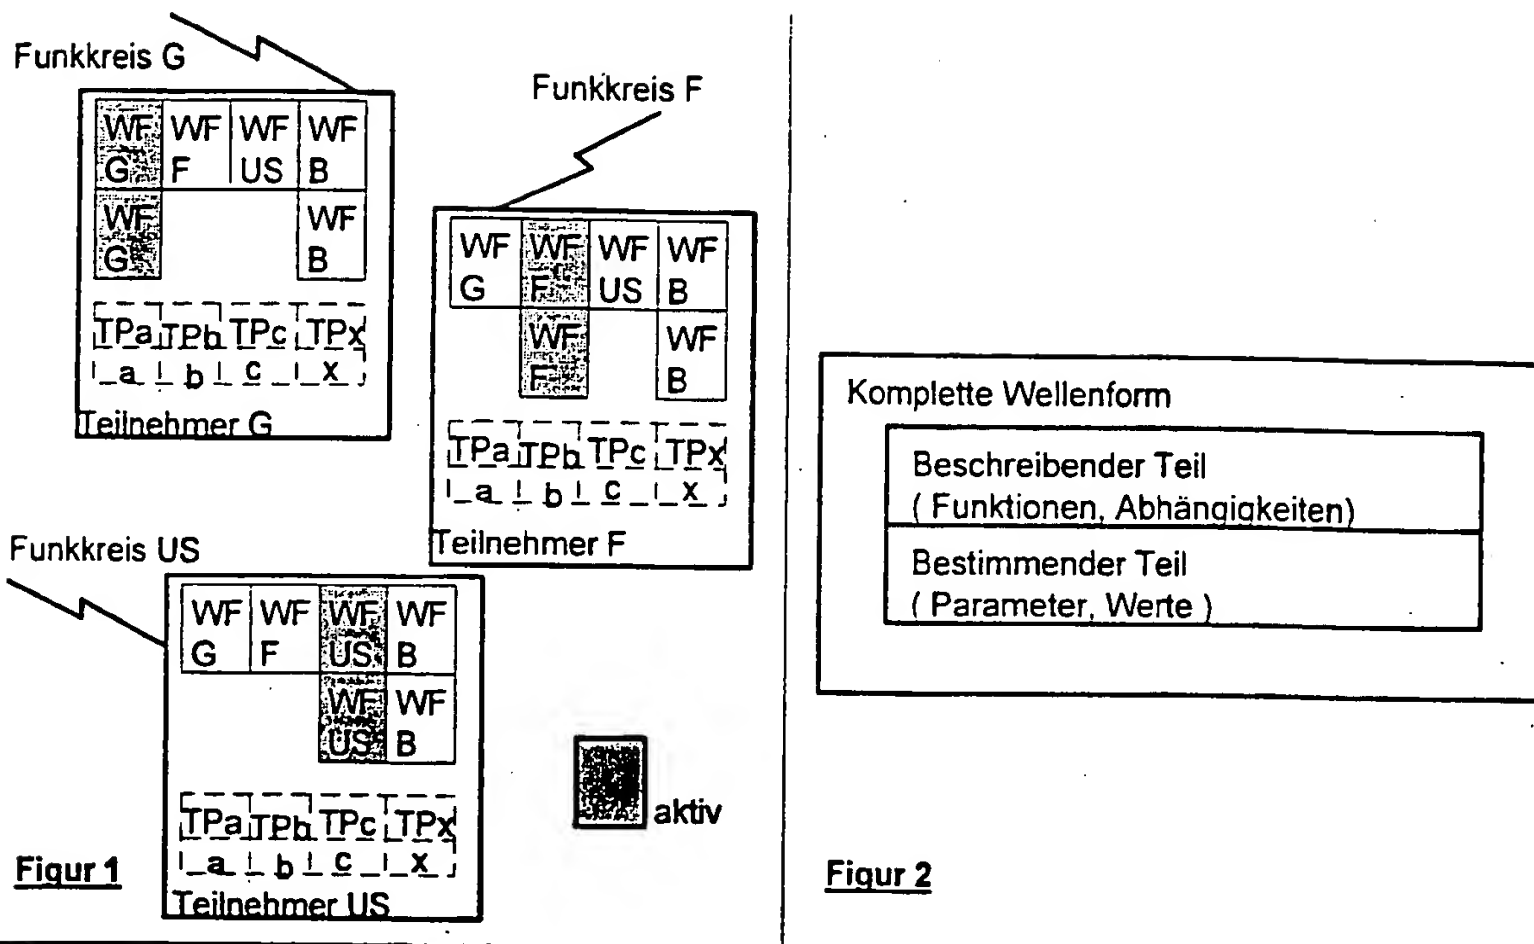 Funkkreis G
WF WF WF WF
G F US B
WF WF
G B
TPa TPb TPc TPx
a b c x
Teilnehmer G
Funkkreis F
WF WF WF WF
G F US B
WF WF
F B
TPa TPb TPc TPx
a b c x
Teilnehmer F
Funkkreis US
WF WF WF WF
G F US B
WF WF
US B
TPa TPb TPc TPx
a b c x
Teilnehmer US
aktiv
Figur 1
Komplette Wellenform
Beschreibender Teil
( Funktionen, Abhängigkeiten)
Bestimmender Teil
( Parameter, Werte )
Figur 2